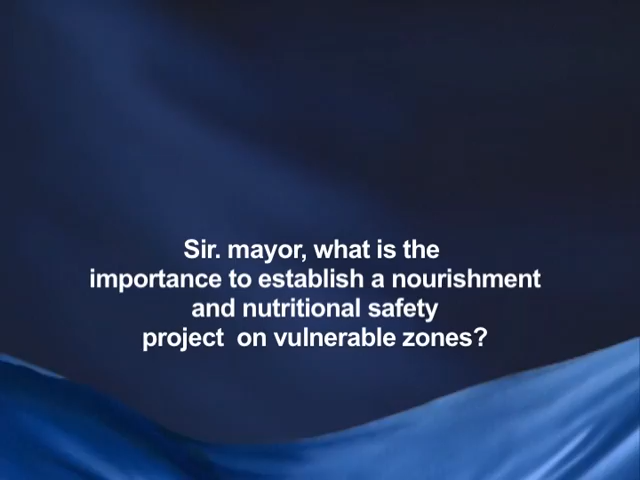 Sir. mayor, what is the
importance to establish a nourishment
and nutritional safety
project  on vulnerable zones?